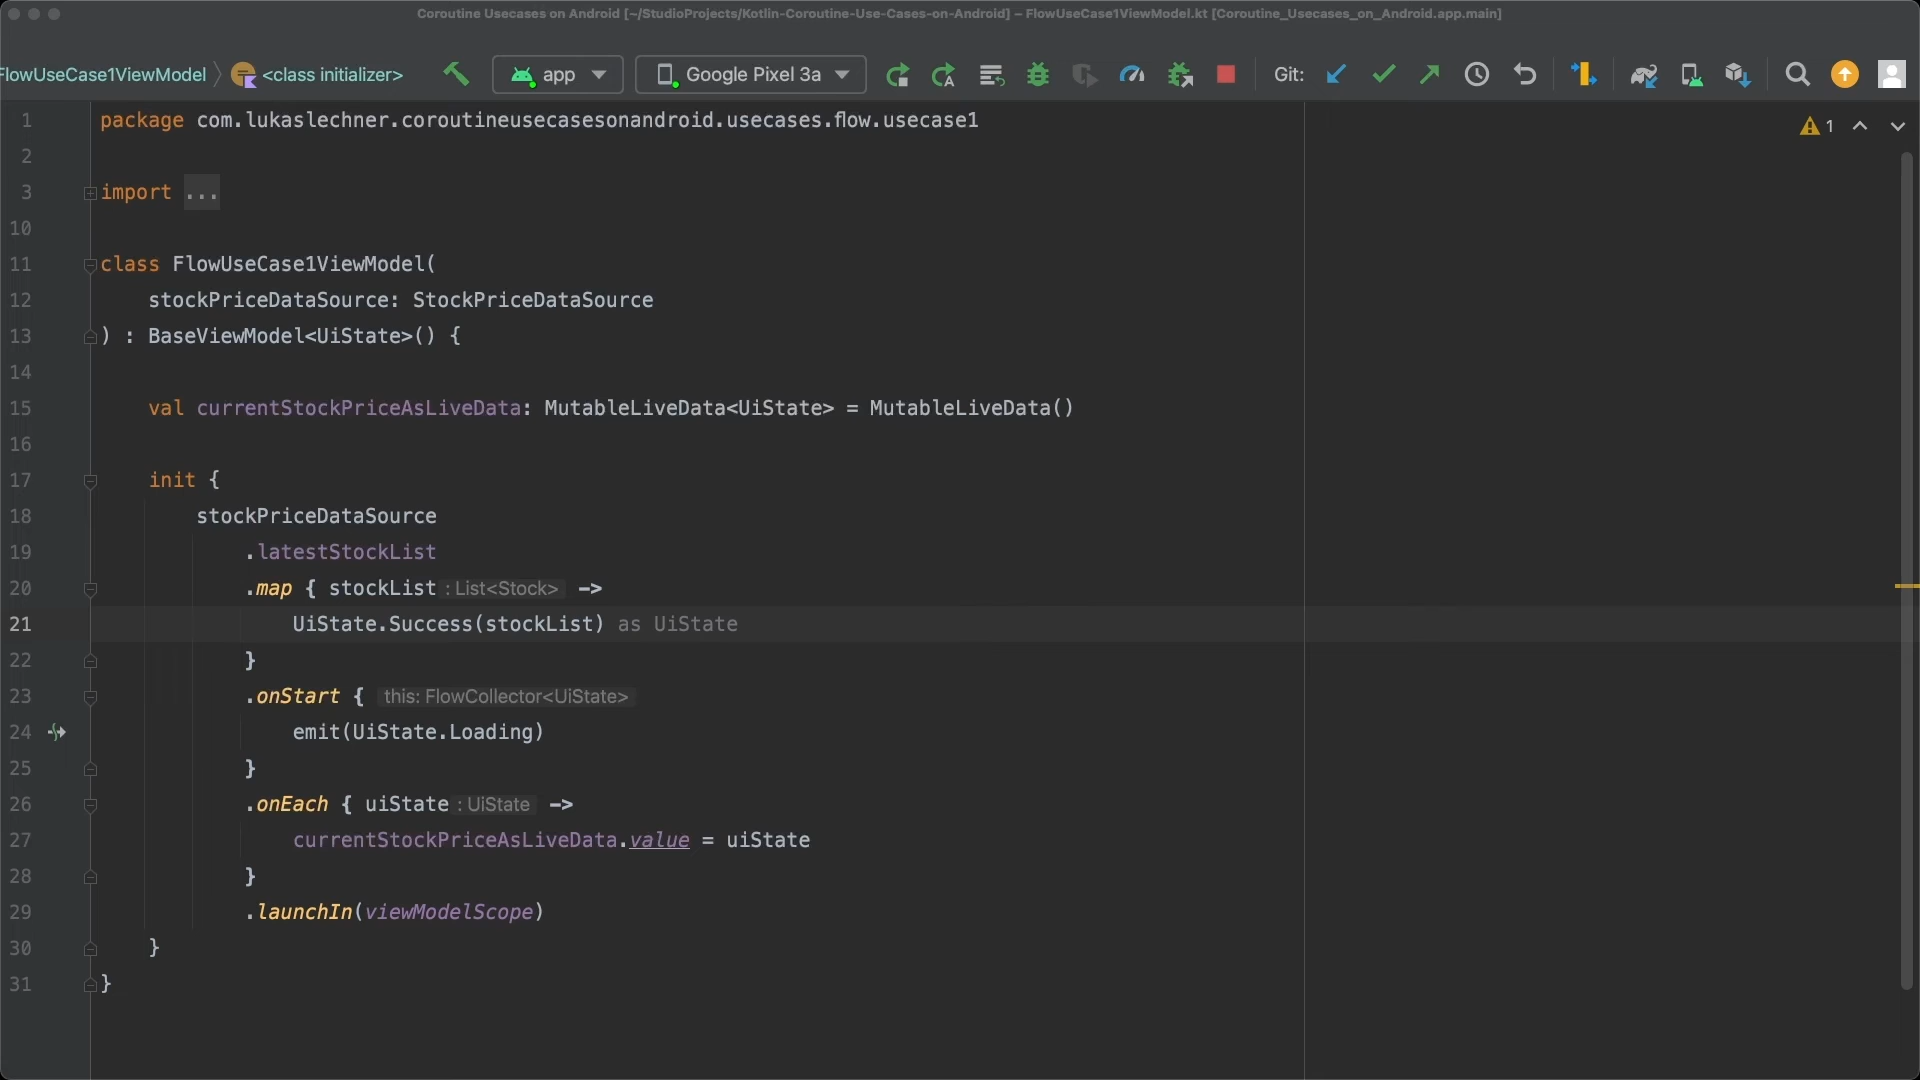 Coroutine Usecases on Android [~/StudioProjects/Kotlin-Coroutine-Use-Cases-on-Android] – FlowUseCase1ViewModel.kt [Coroutine_Usecases_on_Android.app.main]
FlowUseCase1ViewModel <class initializer> app Google Pixel 3a Git:
1 package com.lukaslechner.coroutineusecasesonandroid.usecases.flow.usecase1 1
2
3 import ...
10
11 class FlowUseCase1ViewModel(
12 stockPriceDataSource: StockPriceDataSource
13 ) : BaseViewModel<UiState>() {
14
15 val currentStockPriceAsLiveData: MutableLiveData<UiState> = MutableLiveData()
16
17 init {
18 stockPriceDataSource
19 .latestStockList
20 .map { stockList : List<Stock> ->
21 UiState.Success(stockList) as UiState
22 }
23 .onStart { this: FlowCollector<UiState>
24 emit(UiState.Loading)
25 }
26 .onEach { uiState : UiState ->
27 currentStockPriceAsLiveData.value = uiState
28 }
29 .launchIn(viewModelScope)
30 }
31 }